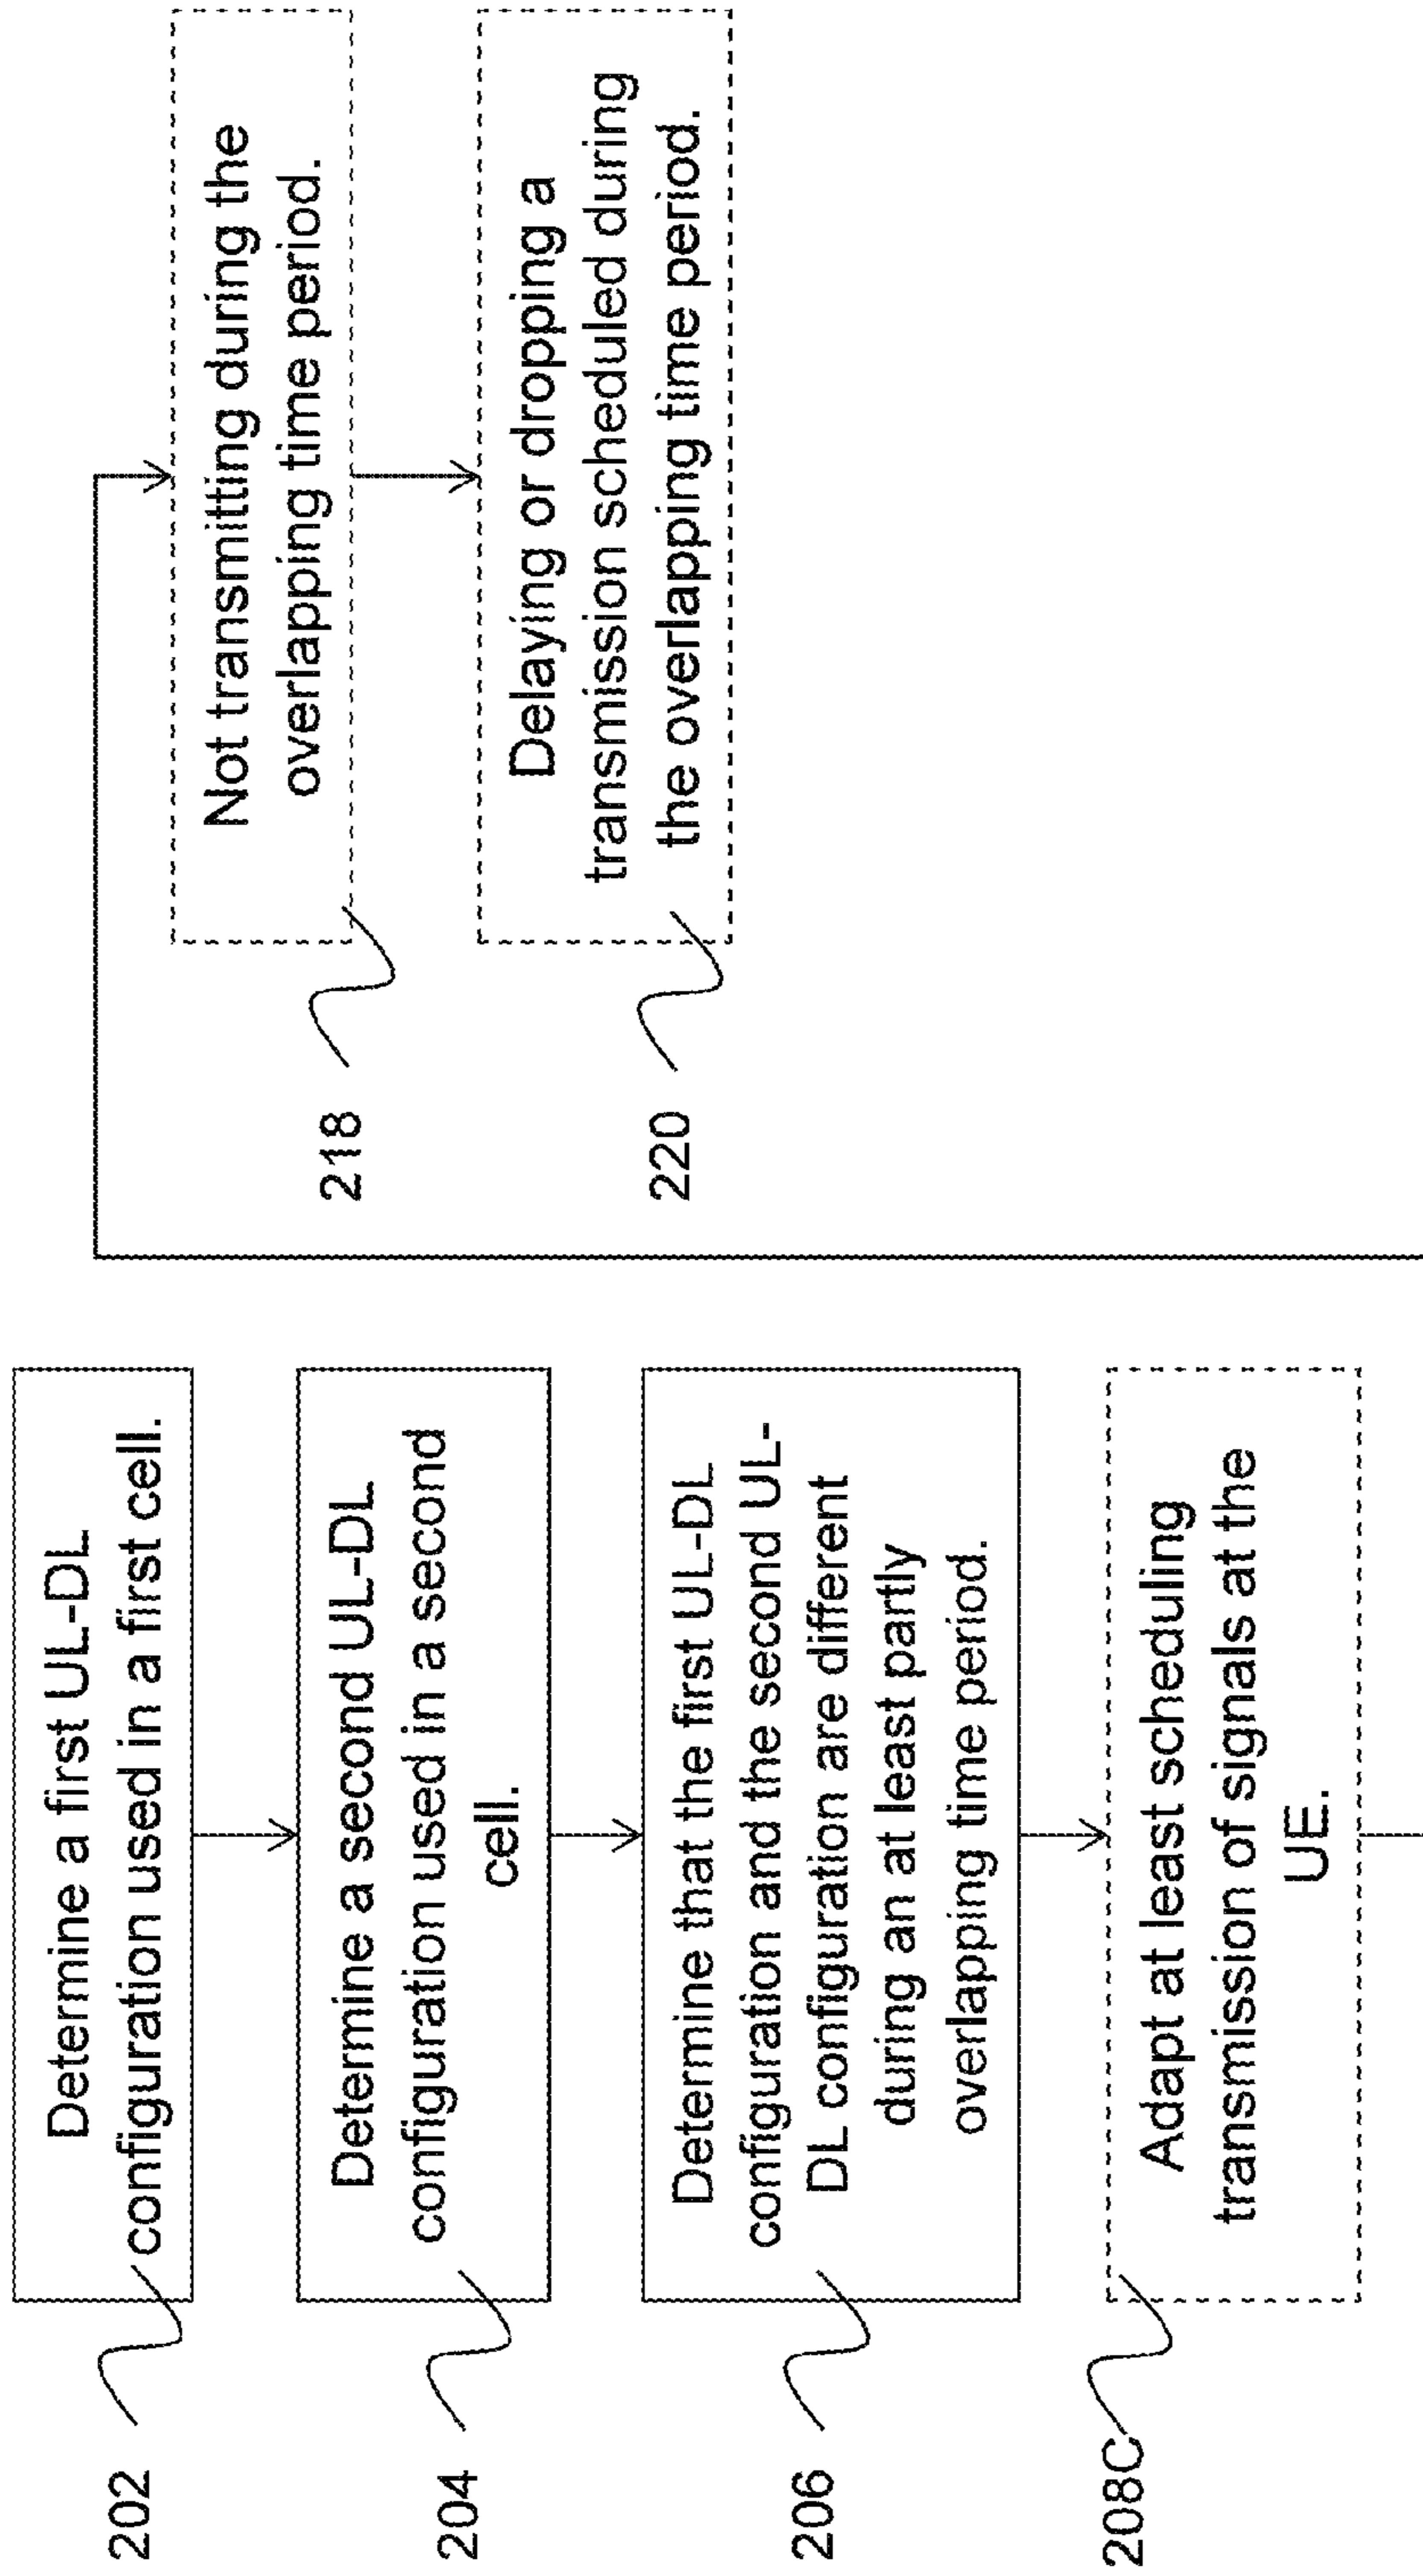 202
Determine a first UL-DL
configuration used in a first cell.
204
Determine a second UL-DL
configuration used in a second
cell.
206
Determine that the first UL-DL
configuration and the second UL-
DL configuration are different
during an at least partly
overlapping time period.
208C
Adapt at least scheduling
transmission of signals at the
UE.
218
Not transmitting during the
overlapping time period.
220
Delaying or dropping a
transmission scheduled during
the overlapping time period.